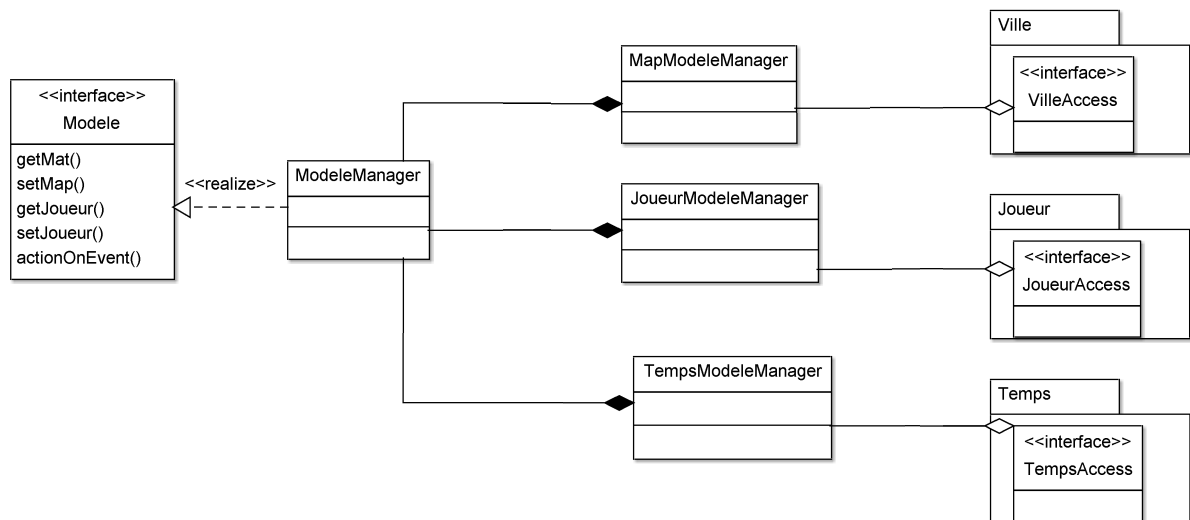 <<interface>>
Modele
getMat()
setMap()
getJoueur()
setJoueur()
actionOnEvent()
<<realize>>
ModeleManager
MapModeleManager
JoueurModeleManager
TempsModeleManager
Ville
<<interface>>
VilleAccess
Joueur
<<interface>>
JoueurAccess
Temps
<<interface>>
TempsAccess